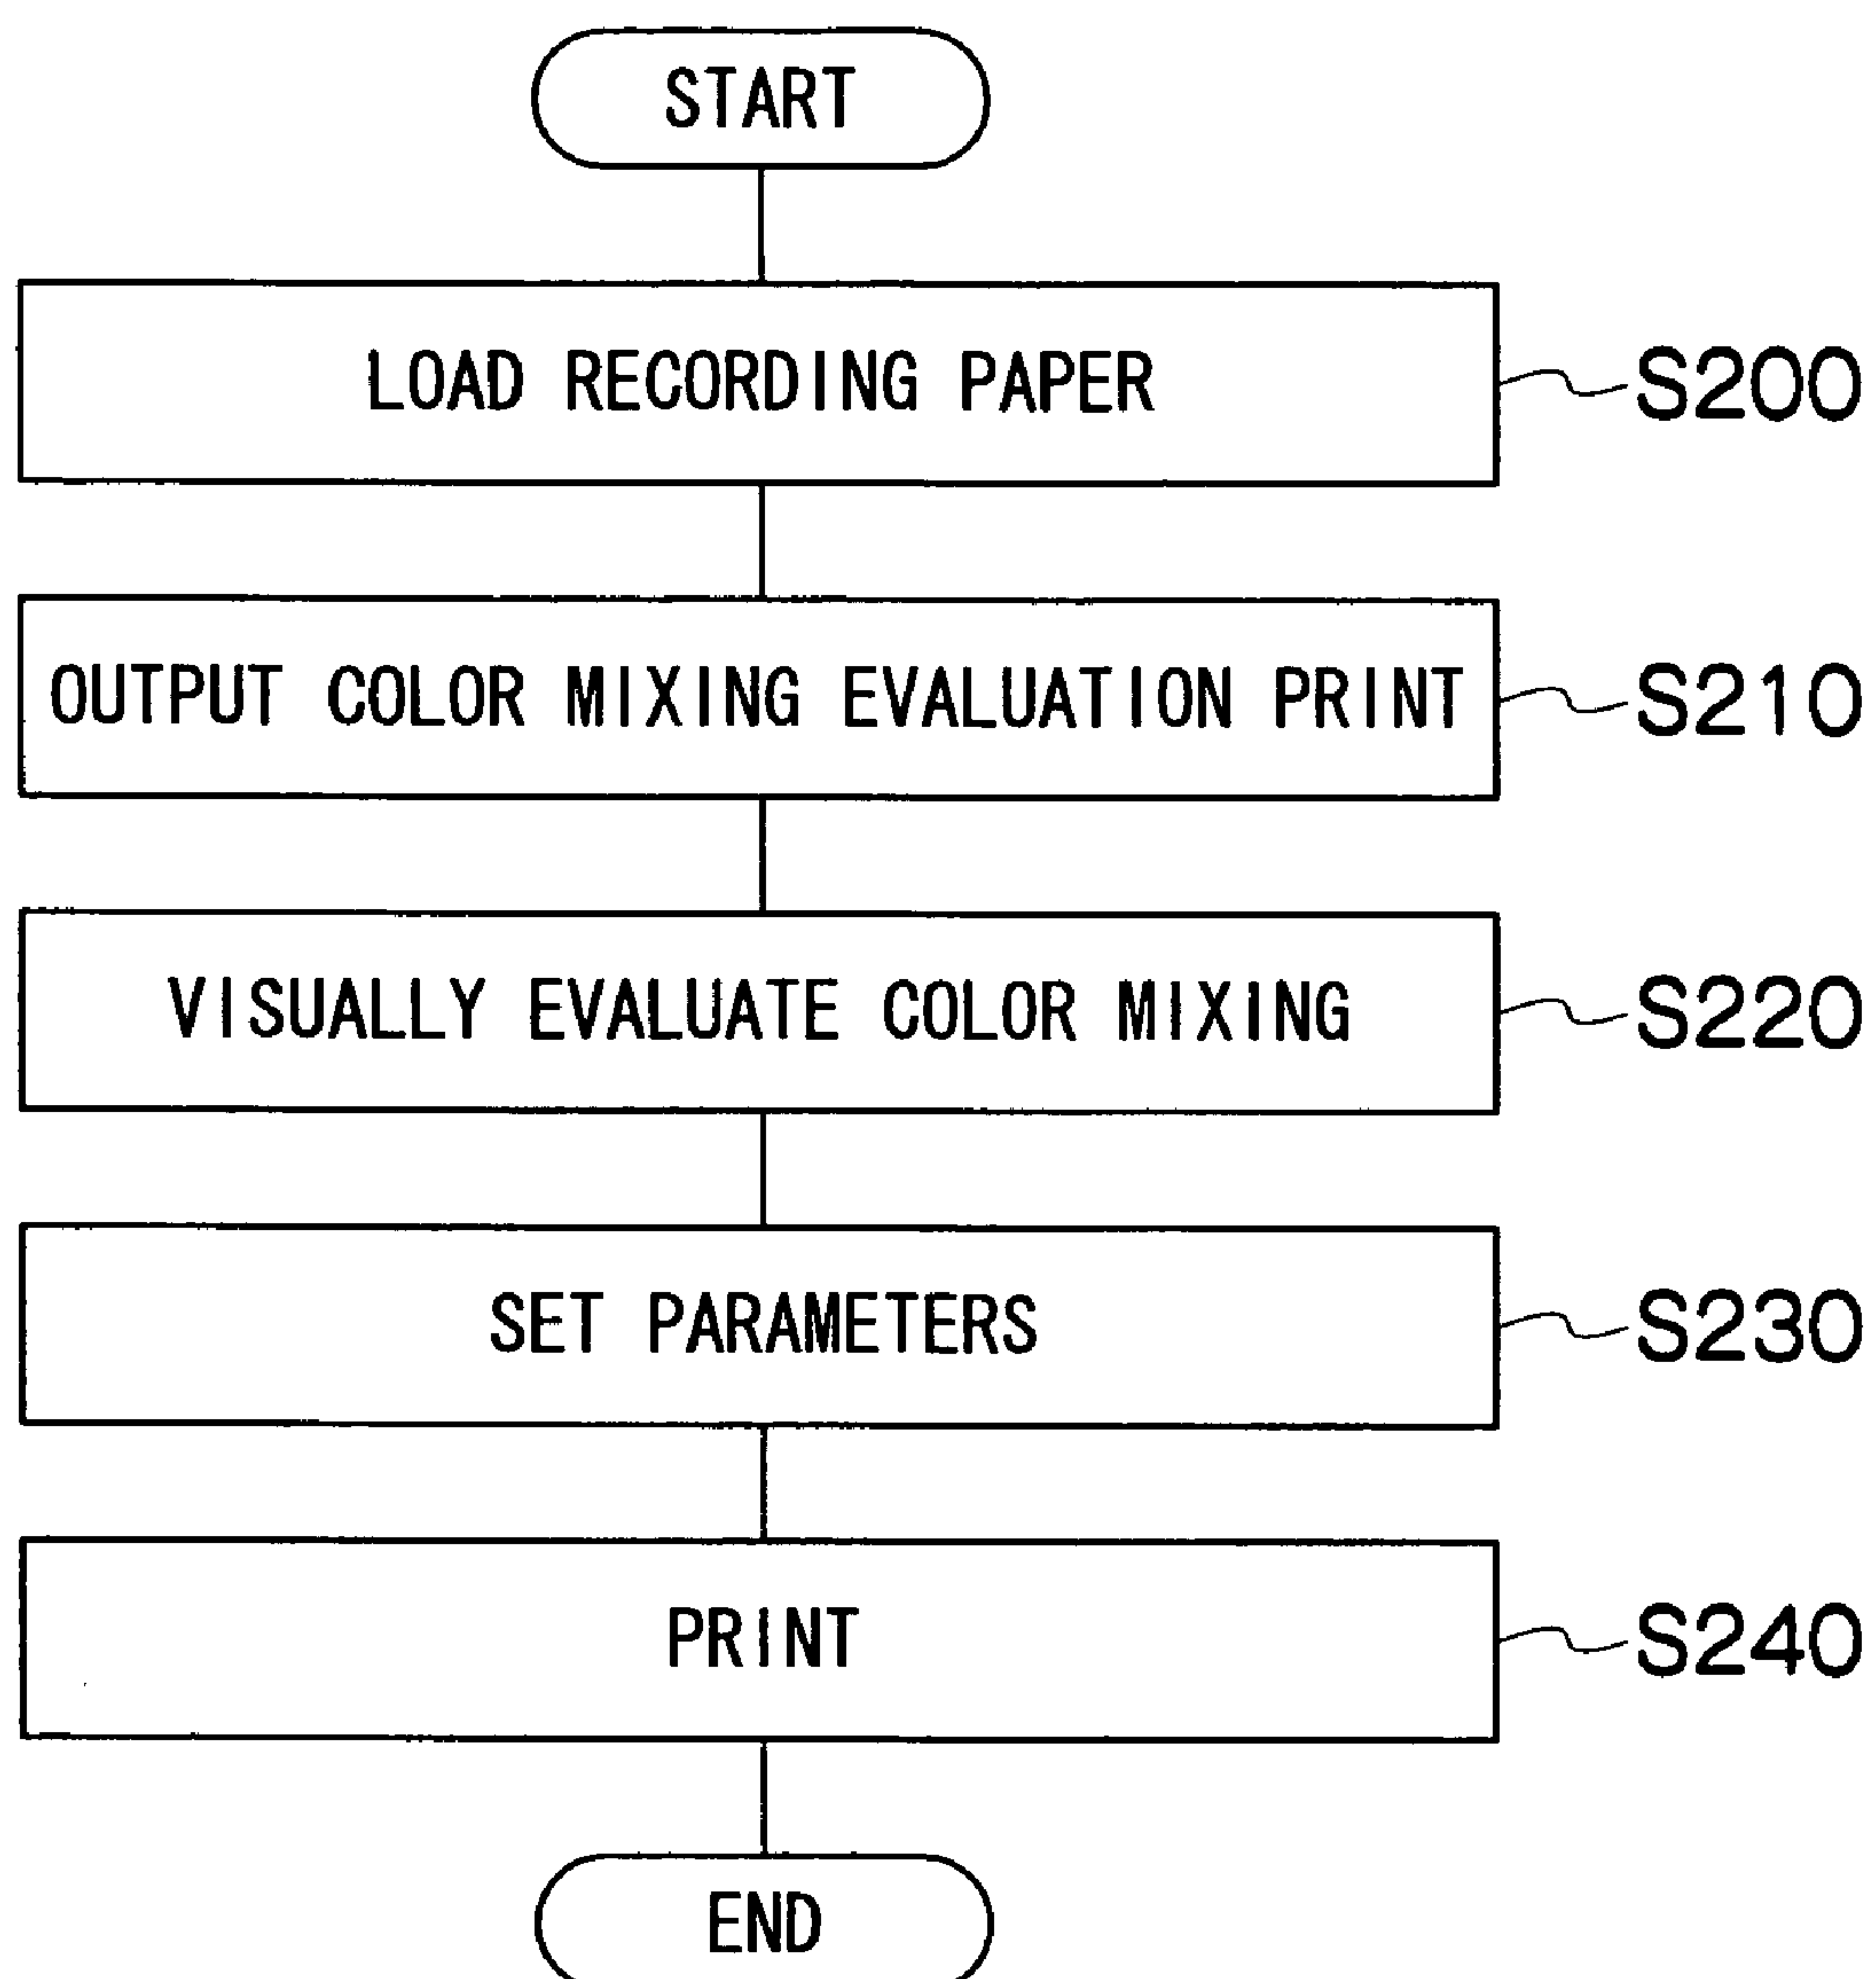 START
LOAD RECORDING PAPER
S200
OUTPUT COLOR MIXING EVALUATION PRINT
S210
VISUALLY EVALUATE COLOR MIXING
S220
SET PARAMETERS
S230
PRINT
S240
END